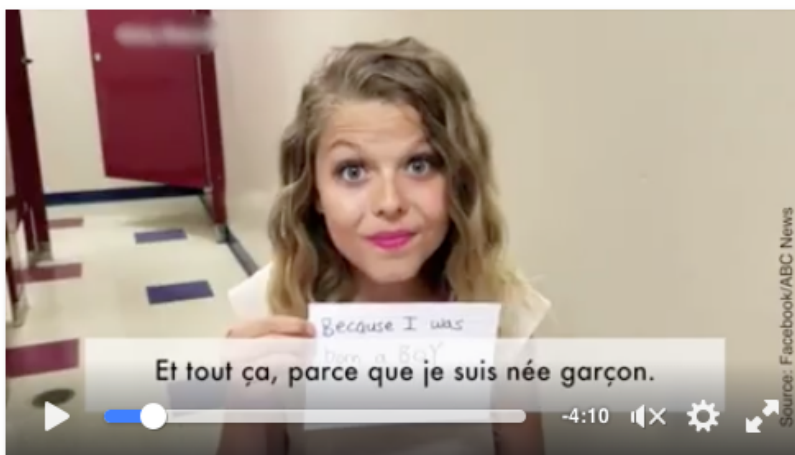 Because I was
born a BOY
Et tout ça, parce que je suis née garçon.
-4:10
Source: Facebook/ABC News